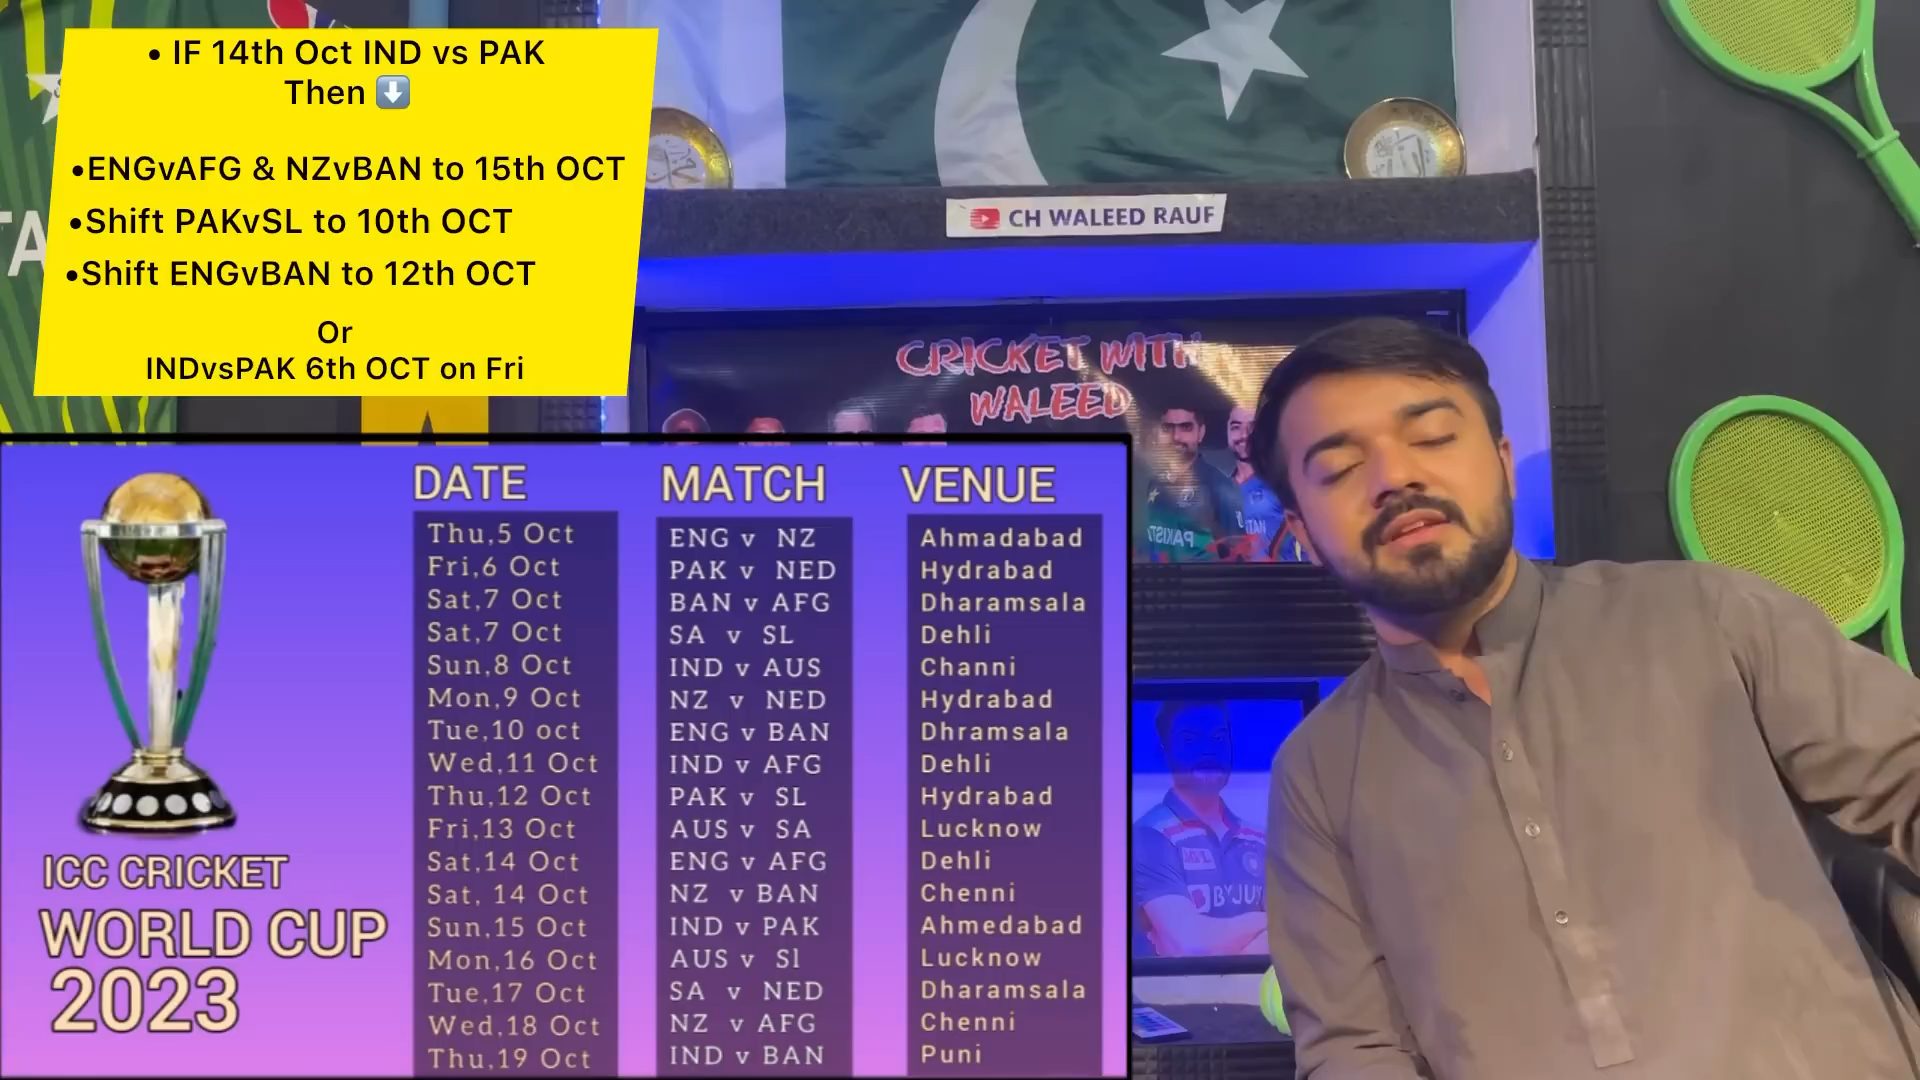 • IF 14th Oct IND vs PAK
Then ⬇️
•ENGvAFG & NZvBAN to 15th OCT
•Shift PAKvSL to 10th OCT
•Shift ENGvBAN to 12th OCT
Or
INDvsPAK 6th OCT on Fri
CH WALEED RAUF
CRICKET WITH
WALEED
DATE MATCH VENUE
Thu,5 Oct ENG v NZ Ahmadabad
Fri,6 Oct PAK v NED Hydrabad
Sat,7 Oct BAN v AFG Dharamsala
Sat,7 Oct SA v SL Dehli
Sun,8 Oct IND v AUS Channi
Mon,9 Oct NZ v NED Hydrabad
Tue,10 oct ENG v BAN Dhramsala
Wed,11 Oct IND v AFG Dehli
Thu,12 Oct PAK v SL Hydrabad
Fri,13 Oct AUS v SA Lucknow
Sat,14 Oct ENG v AFG Dehli
Sat, 14 Oct NZ v BAN Chenni
Sun,15 Oct IND v PAK Ahmedabad
Mon,16 Oct AUS v Sl Lucknow
Tue,17 Oct SA v NED Dharamsala
Wed,18 Oct NZ v AFG Chenni
Thu,19 Oct IND v BAN Puni
ICC CRICKET
WORLD CUP
2023